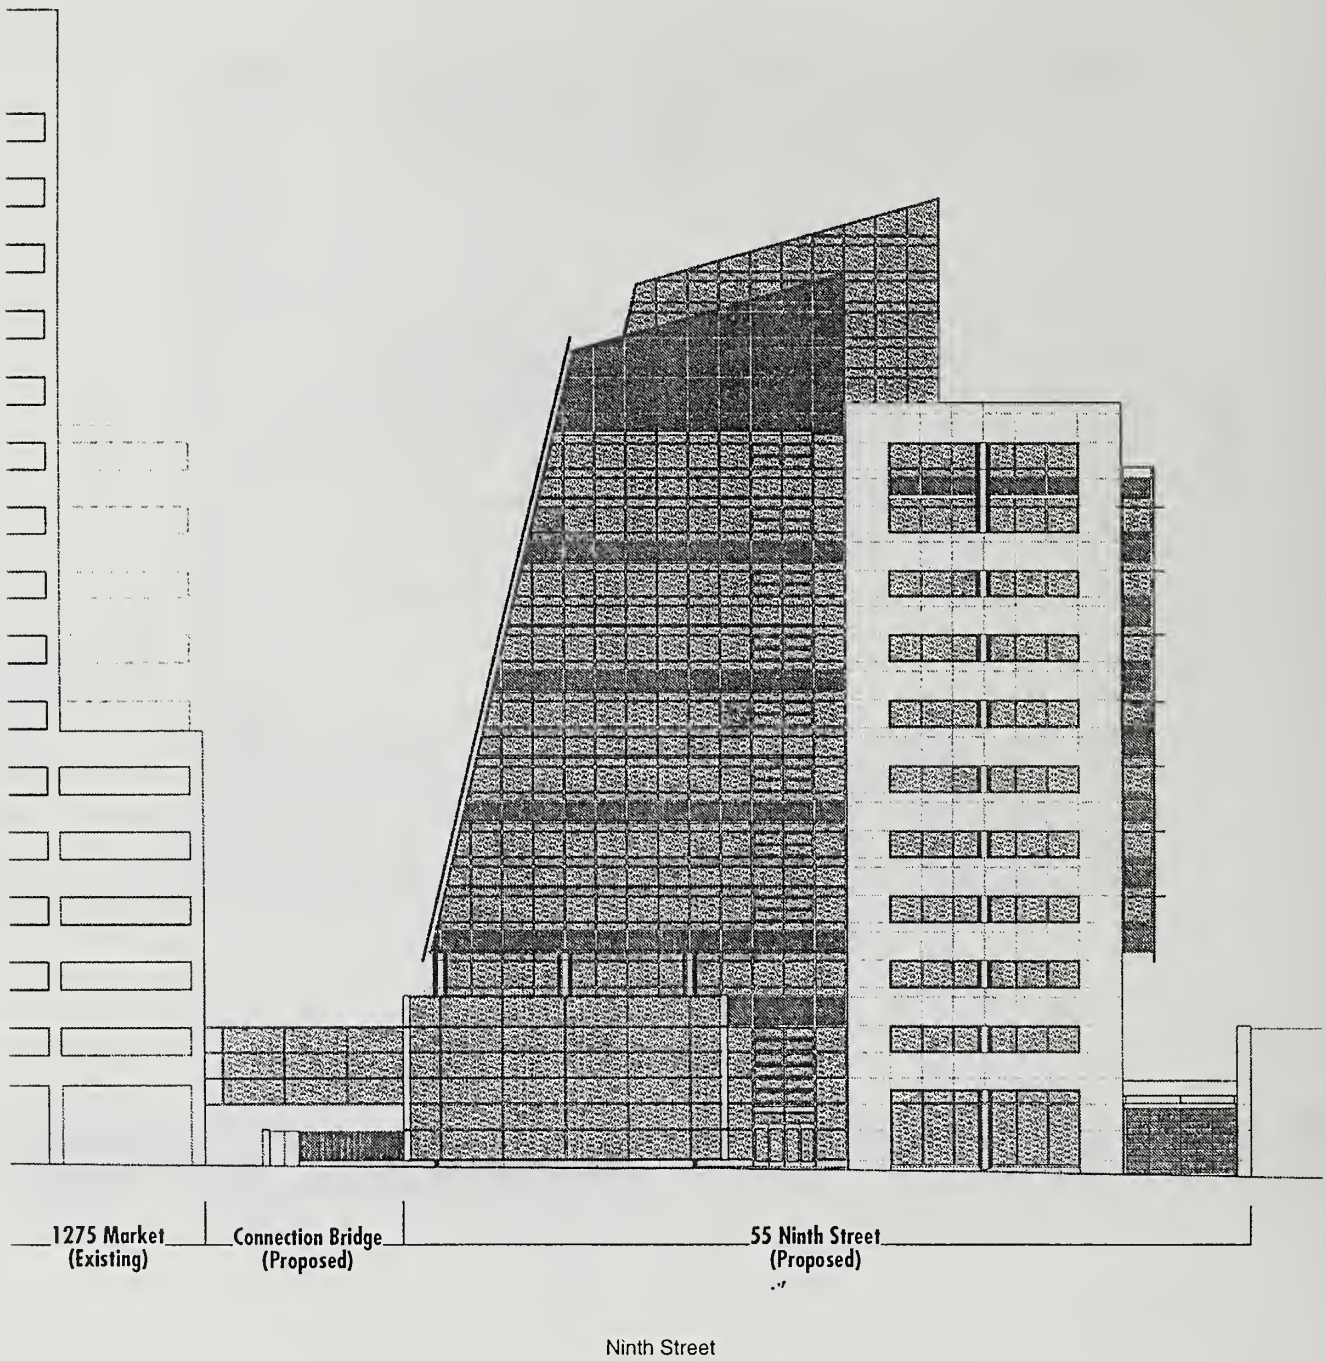 1275 Market
(Existing)
Connection Bridge
(Proposed)
55 Ninth Street
(Proposed)
Ninth Street